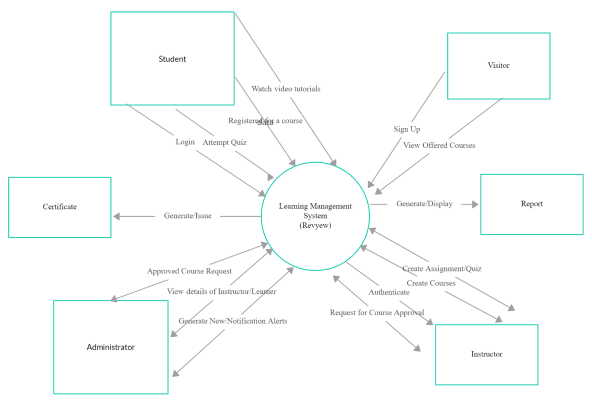 Student
Visitor
Watch video tutorials
Registered for a course
data
Sign Up
Login
Attempt Quiz
View Offered Courses
Certificate
Generate/Issue
Learning Management
System
(Revyew)
Generate/Display
Report
Approved Course Request
Create Assignment/Quiz
Create Courses
View details of Instructor/Learner
Authenticate
Request for Course Approval
Generate New/Notification Alerts
Administrator
Instructor